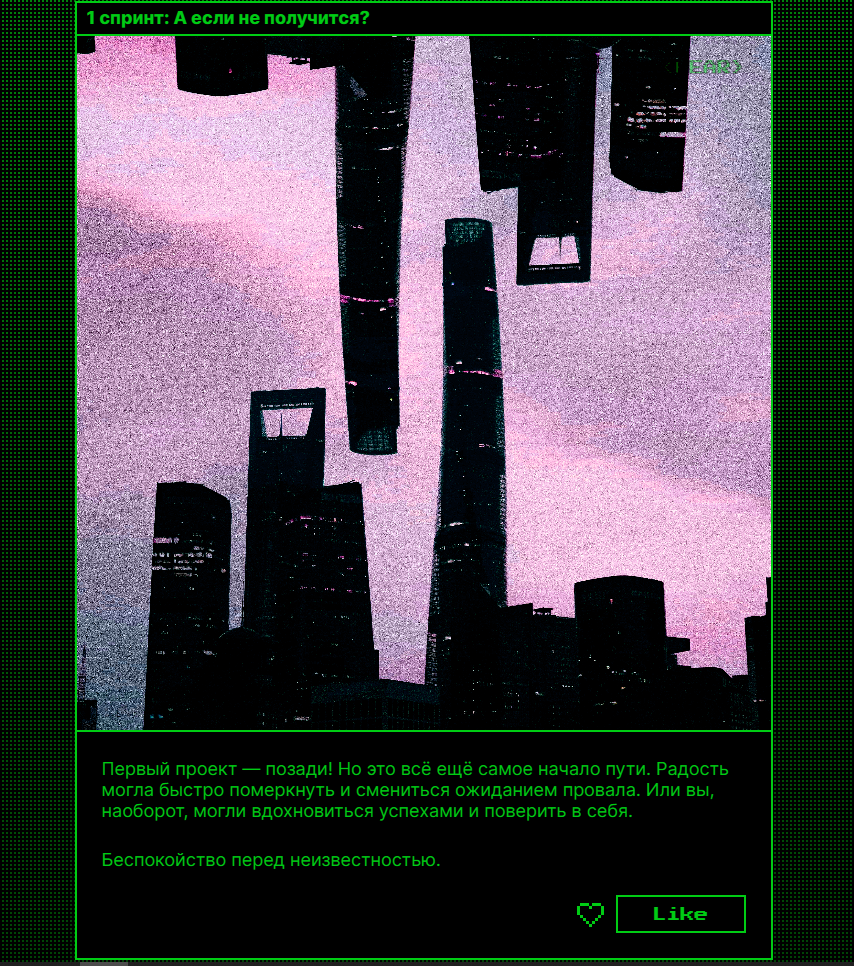 1 спринт: А если не получится?
Первый проект — позади! Но это всё ещё самое начало пути. Радость
могла быстро померкнуть и смениться ожиданием провала. Или вы,
наоборот, могли вдохновиться успехами и поверить в себя.
Беспокойство перед неизвестностью.
Like